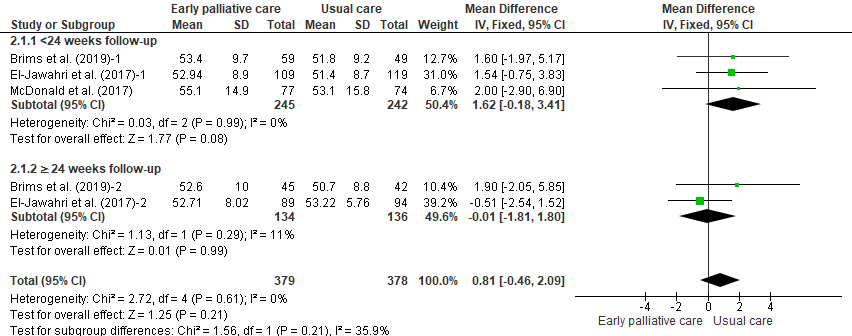 Early palliative care Usual care Mean Difference Mean Difference
Study or Subgroup Mean SD Total Mean SD Total Weight IV, Fixed, 95% CI IV, Fixed, 95% CI
2.1.1 <24 weeks follow-up
Brims et al. (2019)-1 53.4 9.7 59 51.8 9.2 49 12.7% 1.60 [-1.97, 5.17]
El-Jawahri et al. (2017)-1 52.94 8.9 109 51.4 8.7 119 31.0% 1.54 [-0.75, 3.83]
McDonald et al. (2017) 55.1 14.9 77 53.1 15.8 74 6.7% 2.00 [-2.90, 6.90]
Subtotal (95% CI) 245 242 50.4% 1.62 [-0.18, 3.41]
Heterogeneity: Chi² = 0.03, df = 2 (P = 0.99); I² = 0%
Test for overall effect: Z = 1.77 (P = 0.08)
2.1.2 ≥ 24 weeks follow-up
Brims et al. (2019)-2 52.6 10 45 50.7 8.8 42 10.4% 1.90 [-2.05, 5.85]
El-Jawahri et al. (2017)-2 52.71 8.02 89 53.22 5.76 94 39.2% -0.51 [-2.54, 1.52]
Subtotal (95% CI) 134 136 49.6% -0.01 [-1.81, 1.80]
Heterogeneity: Chi² = 1.13, df = 1 (P = 0.29); I² = 11%
Test for overall effect: Z = 0.01 (P = 0.99)
Total (95% CI) 379 378 100.0% 0.81 [-0.46, 2.09]
Heterogeneity: Chi² = 2.72, df = 4 (P = 0.61); I² = 0%
Test for overall effect: Z = 1.25 (P = 0.21)
Test for subgroup differences: Chi² = 1.56, df = 1 (P = 0.21), I² = 35.9%
-4 -2 0 2 4
Early palliative care Usual care